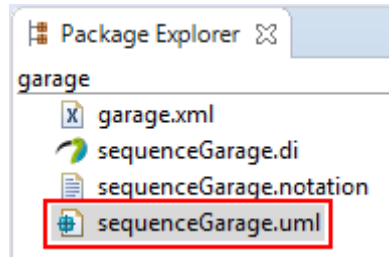 Package Explorer
garage
garage.xml
sequenceGarage.di
sequenceGarage.notation
sequenceGarage.uml